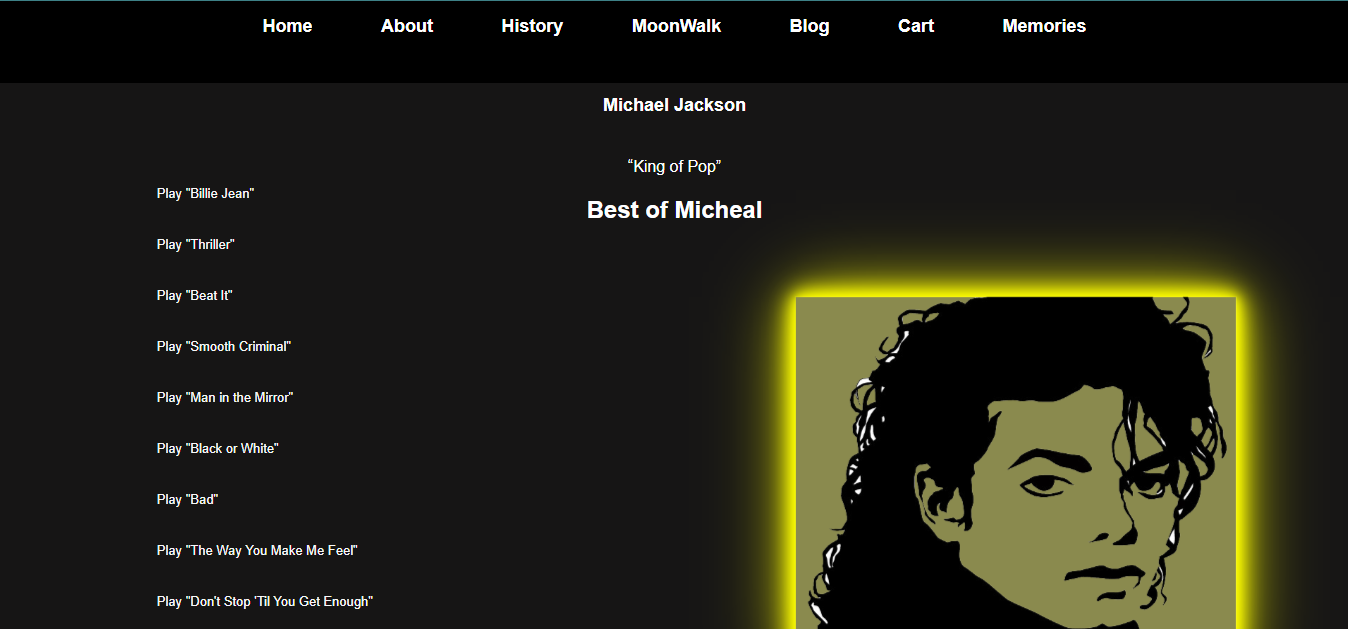 Home About History MoonWalk Blog Cart Memories
Michael Jackson
“King of Pop”
Play "Billie Jean"
Best of Micheal
Play "Thriller"
Play "Beat It"
Play "Smooth Criminal"
Play "Man in the Mirror"
Play "Black or White"
Play "Bad"
Play "The Way You Make Me Feel"
Play "Don't Stop 'Til You Get Enough"